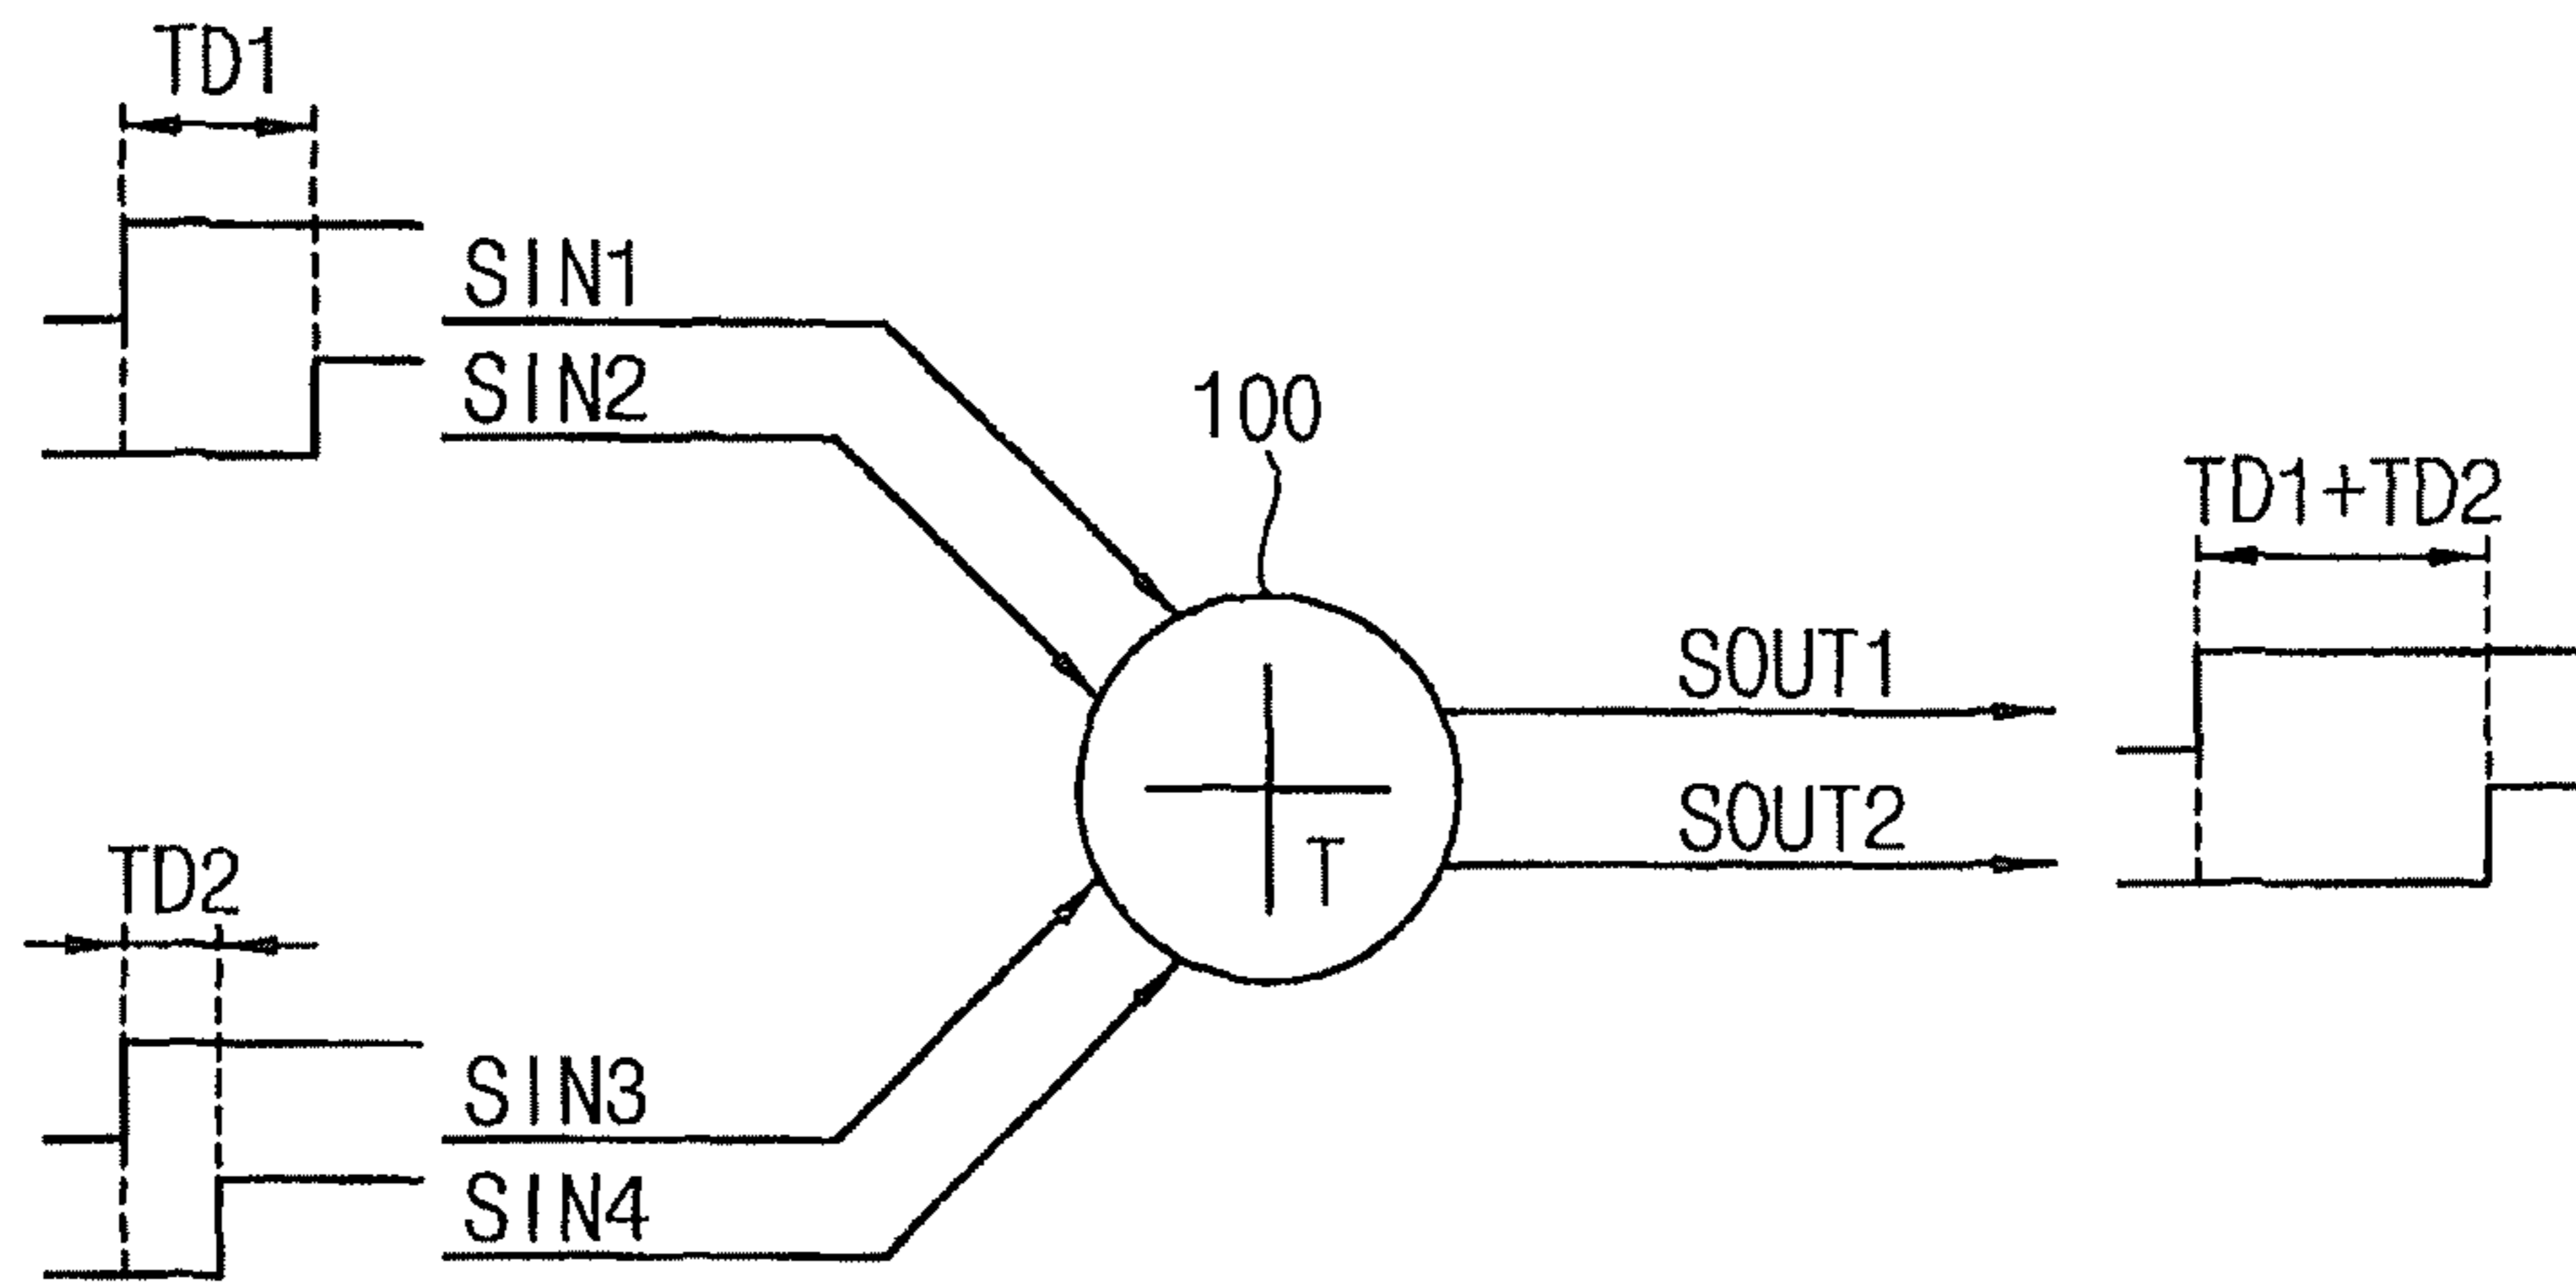 TD1
SIN1
SIN2
100
TD1+TD2
SOUT1
SOUT2
T
TD2
SIN3
SIN4